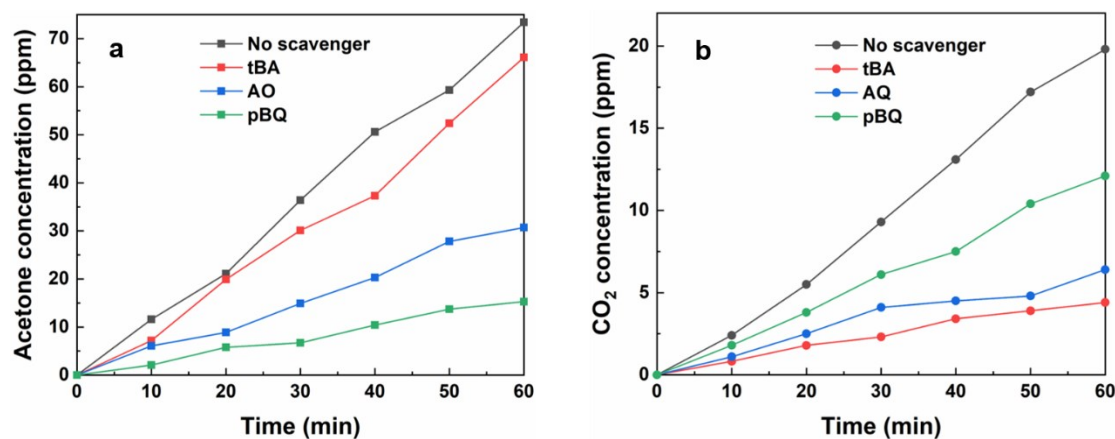 a
No scavenger
tBA
AO
pBQ
Acetone concentration (ppm)
70
60
50
40
30
20
10
0
0 10 20 30 40 50 60
Time (min)
b
No scavenger
tBA
AQ
pBQ
CO₂ concentration (ppm)
20
15
10
5
0
0 10 20 30 40 50 60
Time (min)